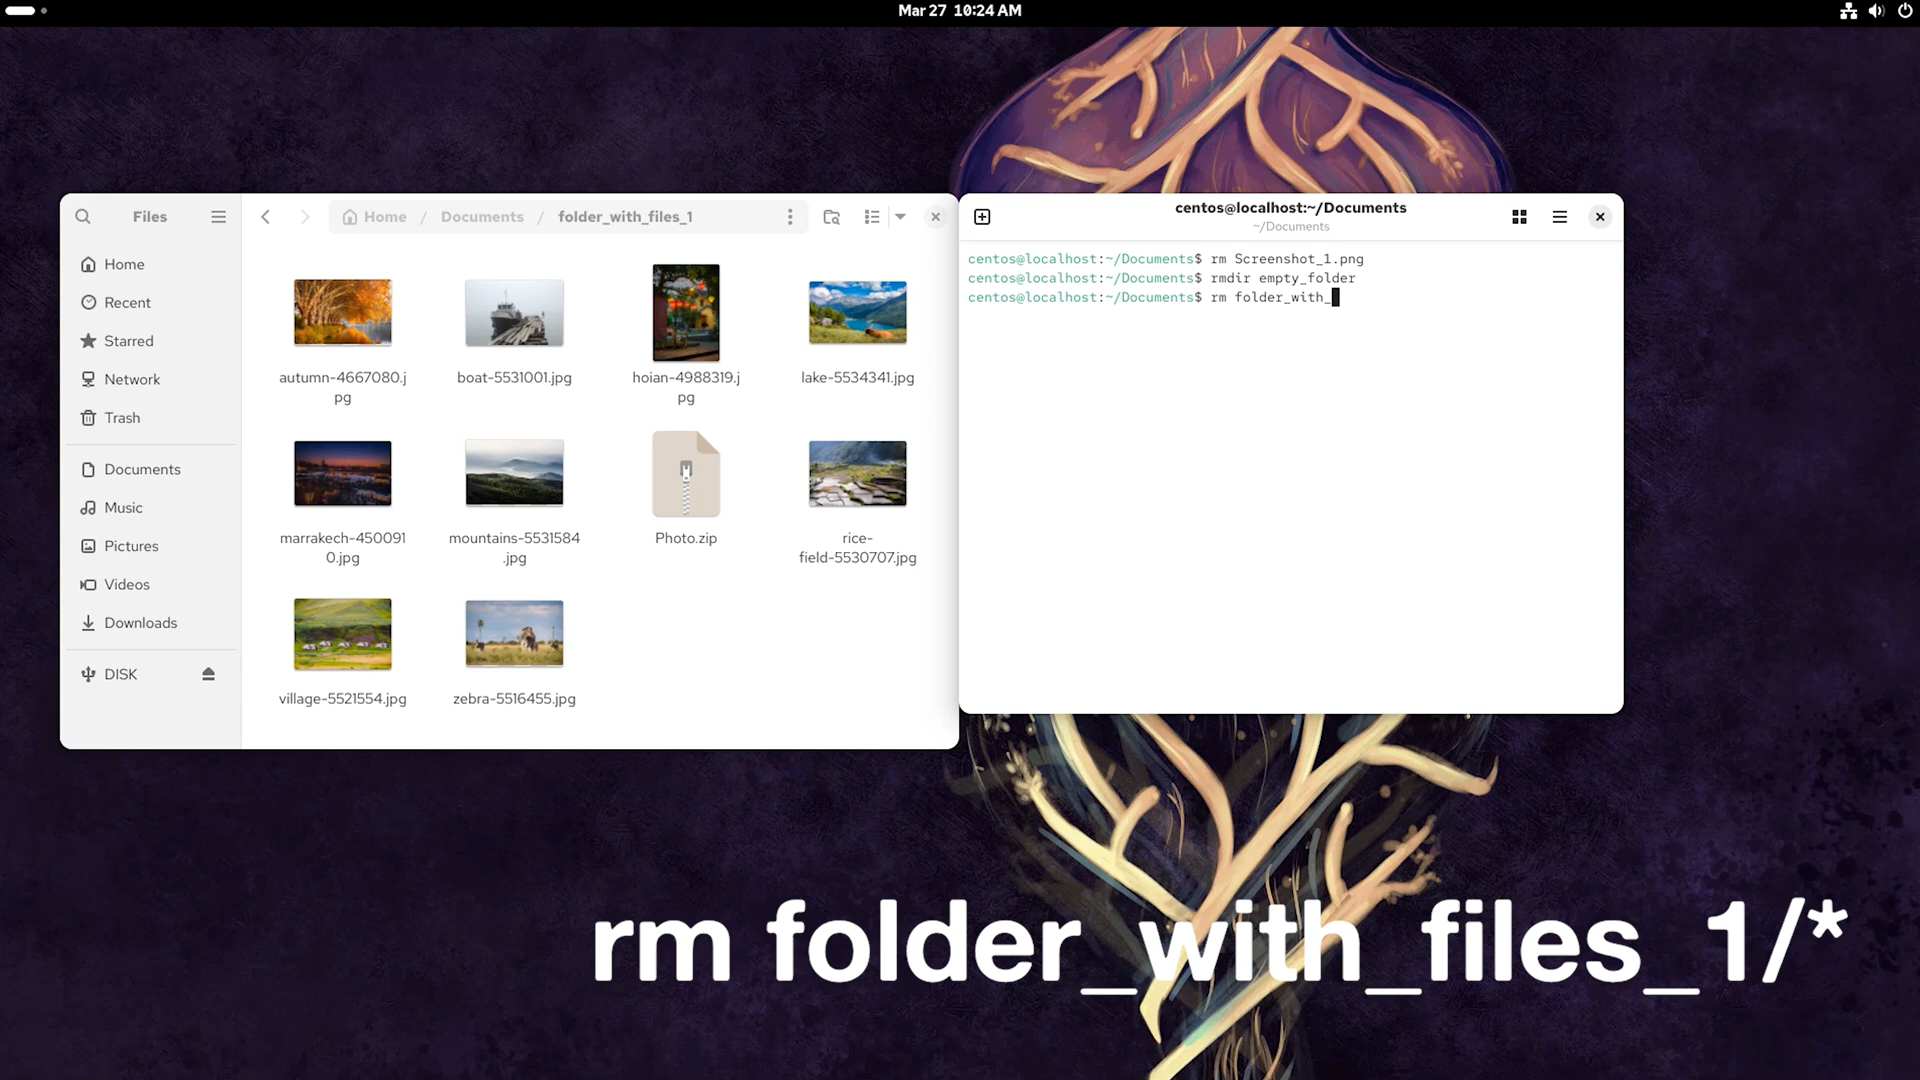 Mar 27 10:24 AM
Files
Home / Documents / folder_with_files_1
Home
Recent
Starred
Network
Trash
Documents
Music
Pictures
Videos
Downloads
DISK
autumn-4667080.j
pg
boat-5531001.jpg
hoian-4988319.j
pg
lake-5534341.jpg
marrakech-450091
0.jpg
mountains-5531584
.jpg
Photo.zip
rice-
field-5530707.jpg
village-5521554.jpg
zebra-5516455.jpg
centos@localhost:~/Documents
~/Documents
centos@localhost:~/Documents$ rm Screenshot_1.png
centos@localhost:~/Documents$ rmdir empty_folder
centos@localhost:~/Documents$ rm folder_with_
rm folder_with_files_1/*